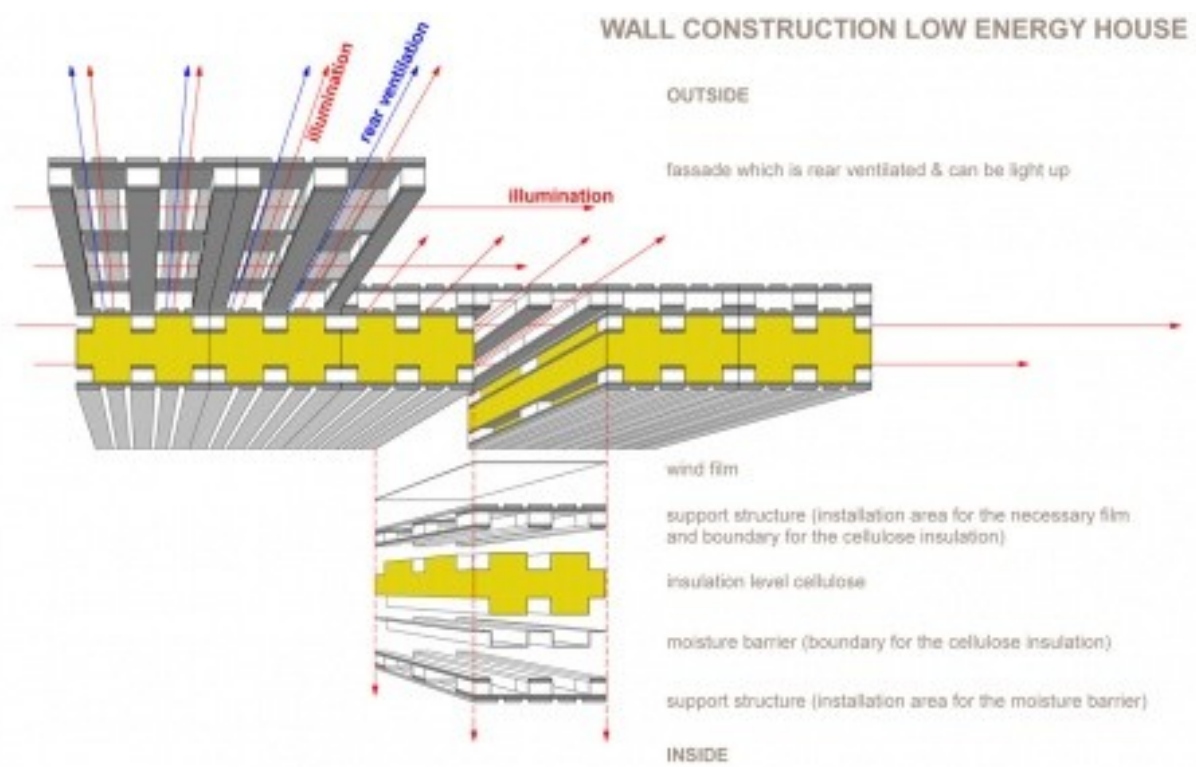 WALL CONSTRUCTION LOW ENERGY HOUSE
OUTSIDE
illumination
rear ventilation
fassade which is rear ventilated & can be light up
illumination
wind film
support structure (installation area for the necessary film
and boundary for the cellulose insulation)
insulation level cellulose
moisture barrier (boundary for the cellulose insulation)
support structure (installation area for the moisture barrier)
INSIDE